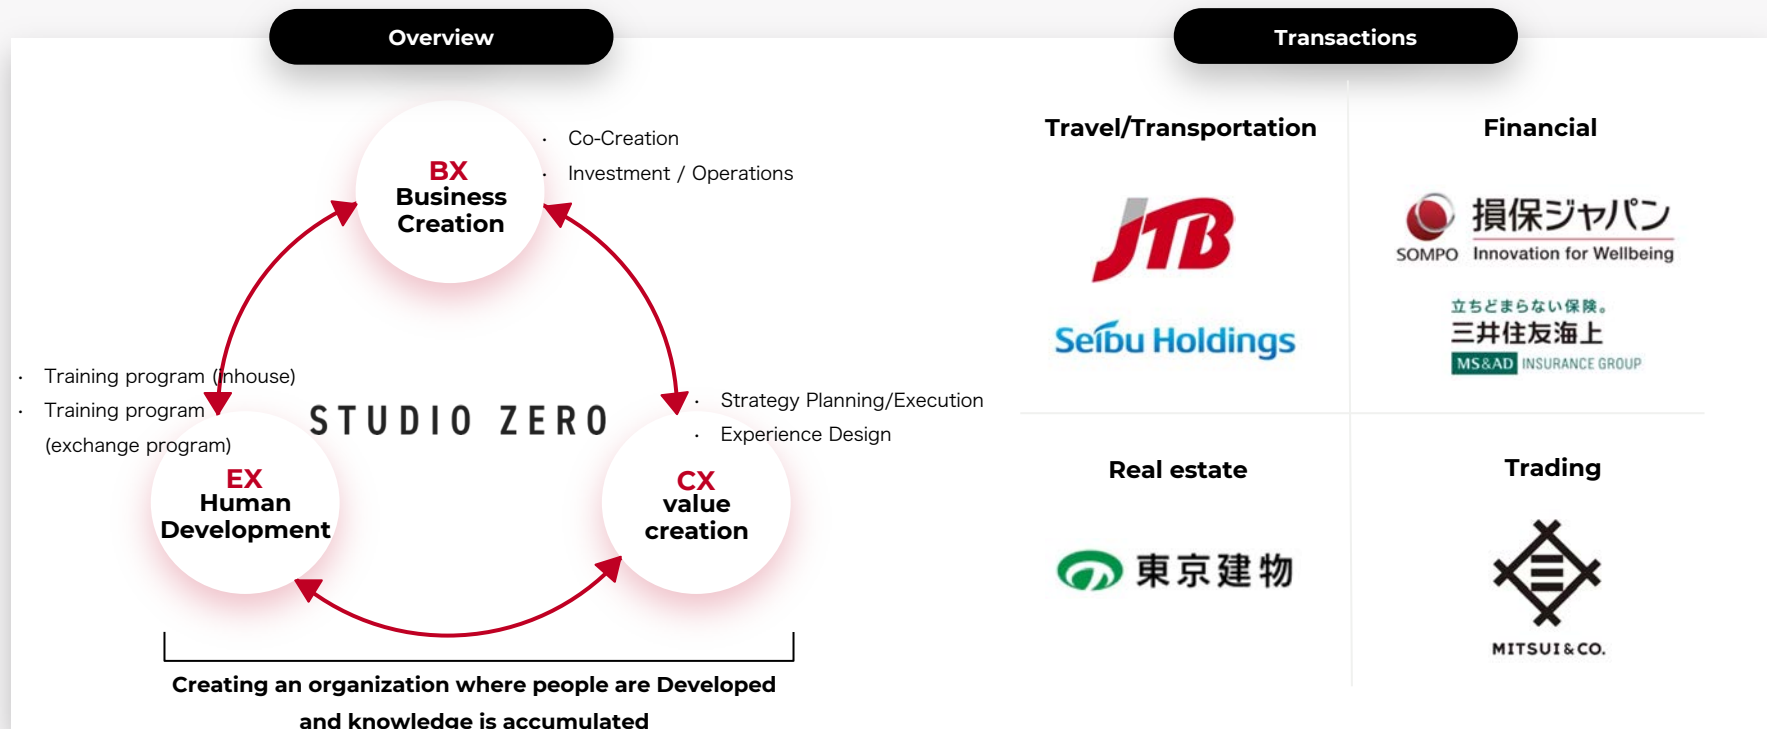 Overview
BX
Business
Creation
· Co-Creation
· Investment / Operations
· Training program (inhouse)
· Training program
(exchange program)
STUDIO ZERO
· Strategy Planning/Execution
· Experience Design
EX
Human
Development
CX
value
creation
Creating an organization where people are Developed
and knowledge is accumulated
Transactions
Travel/Transportation
JTB
Seibu Holdings
Financial
損保ジャパン
SOMPO Innovation for Wellbeing
立ちどまらない保険。
三井住友海上
MS&AD INSURANCE GROUP
Real estate
東京建物
Trading
MITSUI & CO.